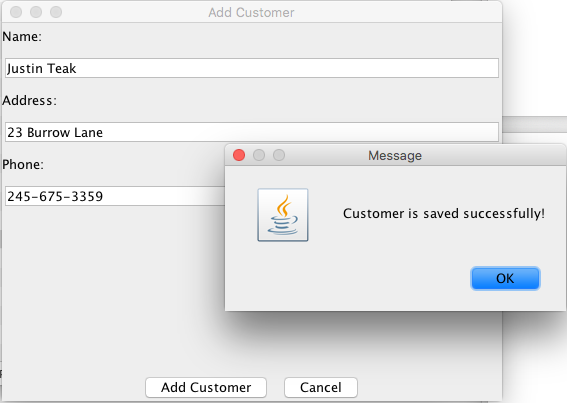 Add Customer
Name:
Justin Teak
Address:
23 Burrow Lane
Phone:
245-675-3359
Message
Customer is saved successfully!
OK
Add Customer
Cancel